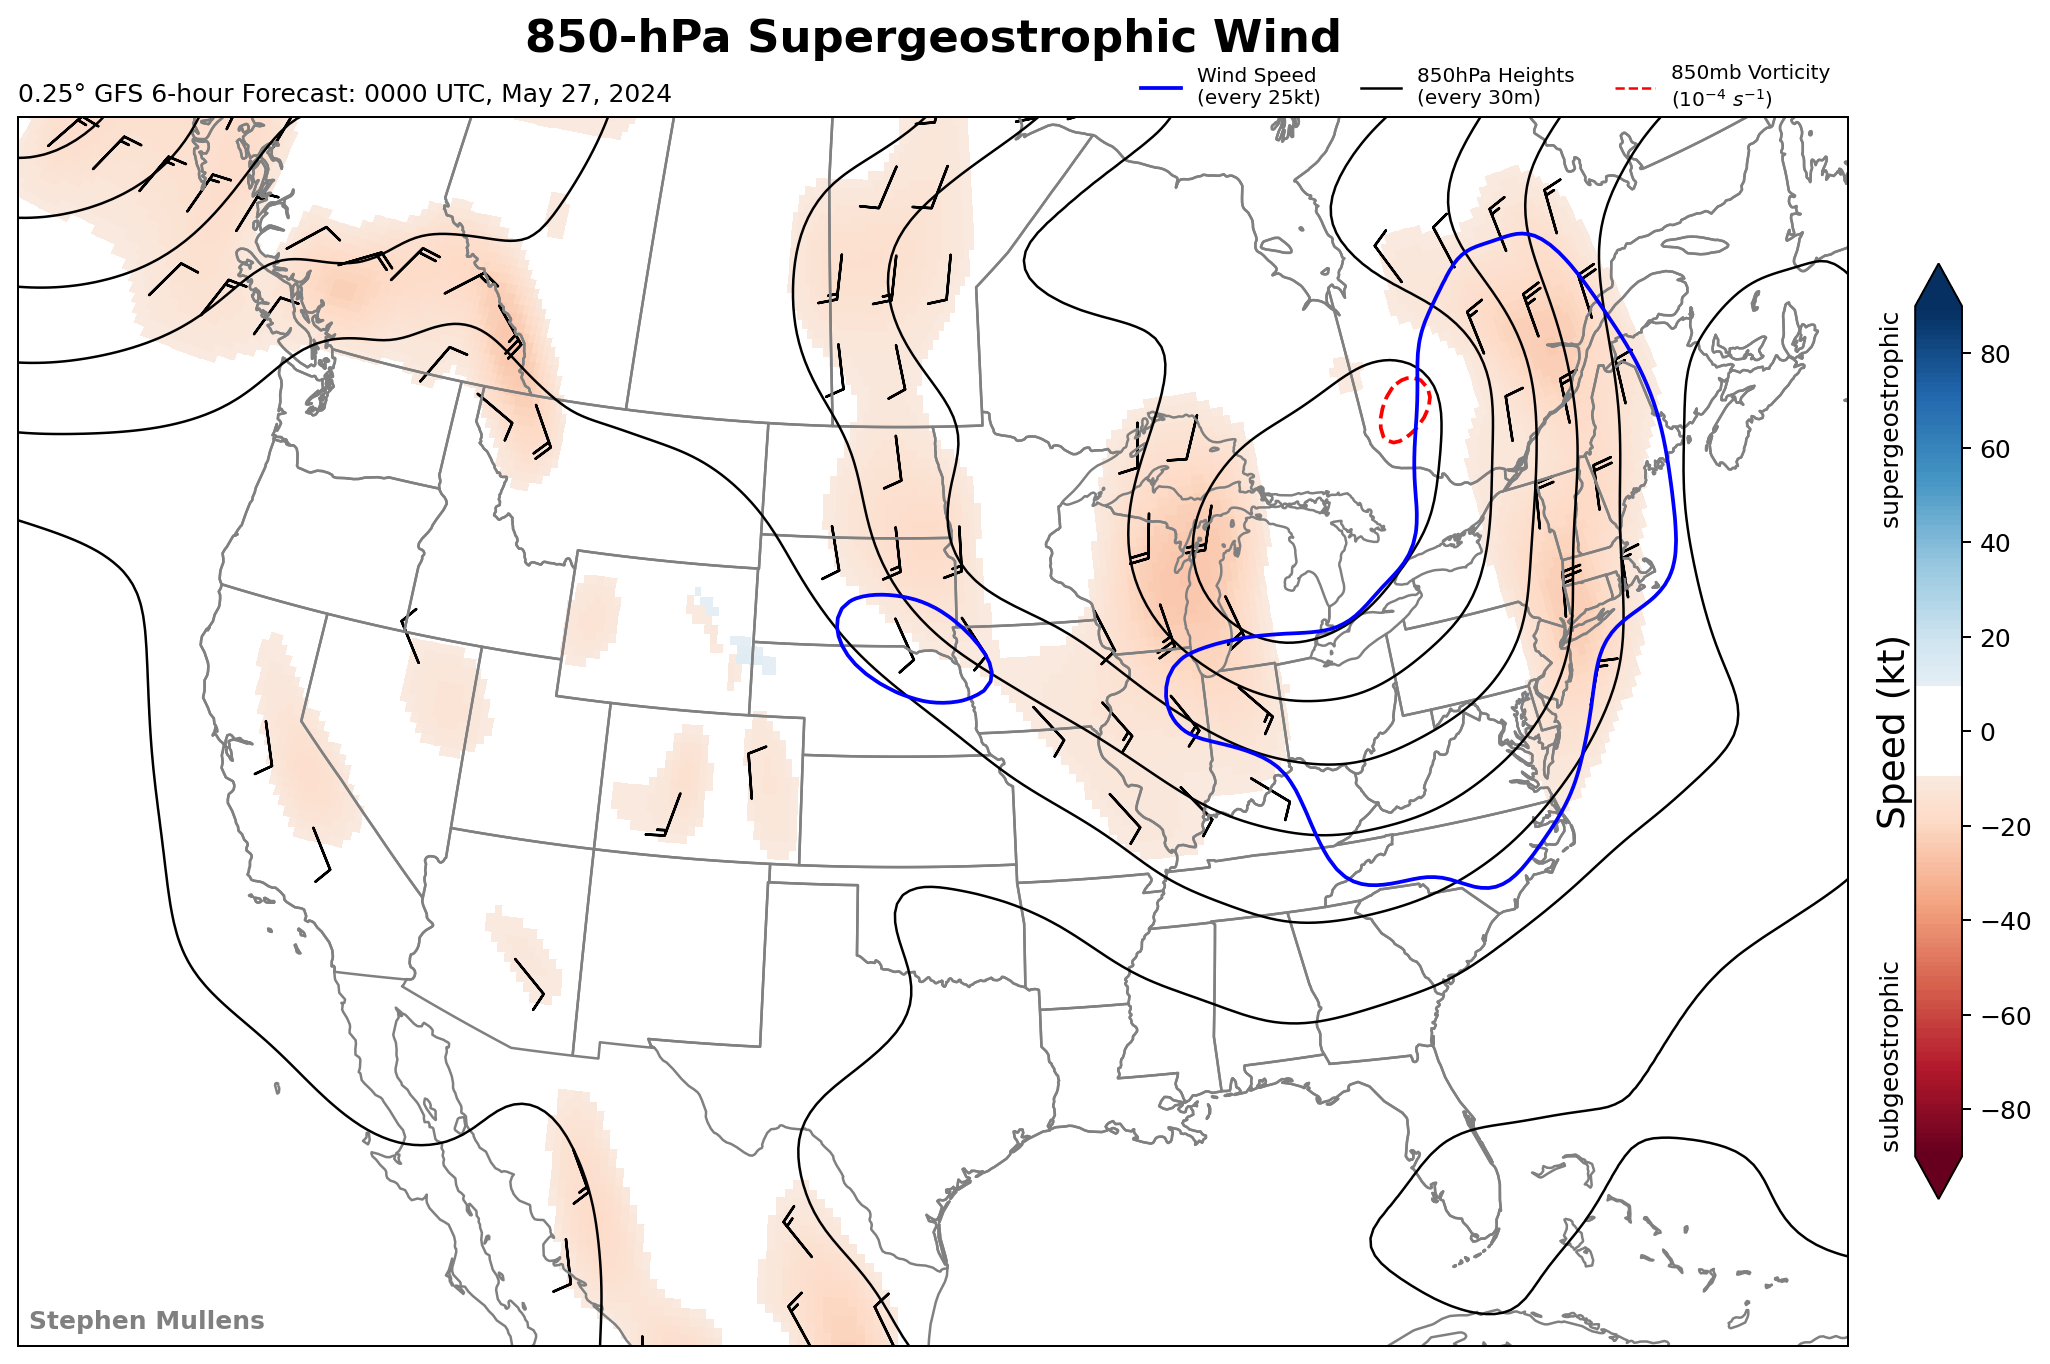 850-hPa Supergeostrophic Wind
0.25° GFS 6-hour Forecast: 0000 UTC, May 27, 2024
Wind Speed
(every 25kt)
850hPa Heights
(every 30m)
850mb Vorticity
(10⁻⁴ s⁻¹)
supergeostrophic
Speed (kt)
subgeostrophic
80
60
40
20
0
−20
−40
−60
−80
Stephen Mullens